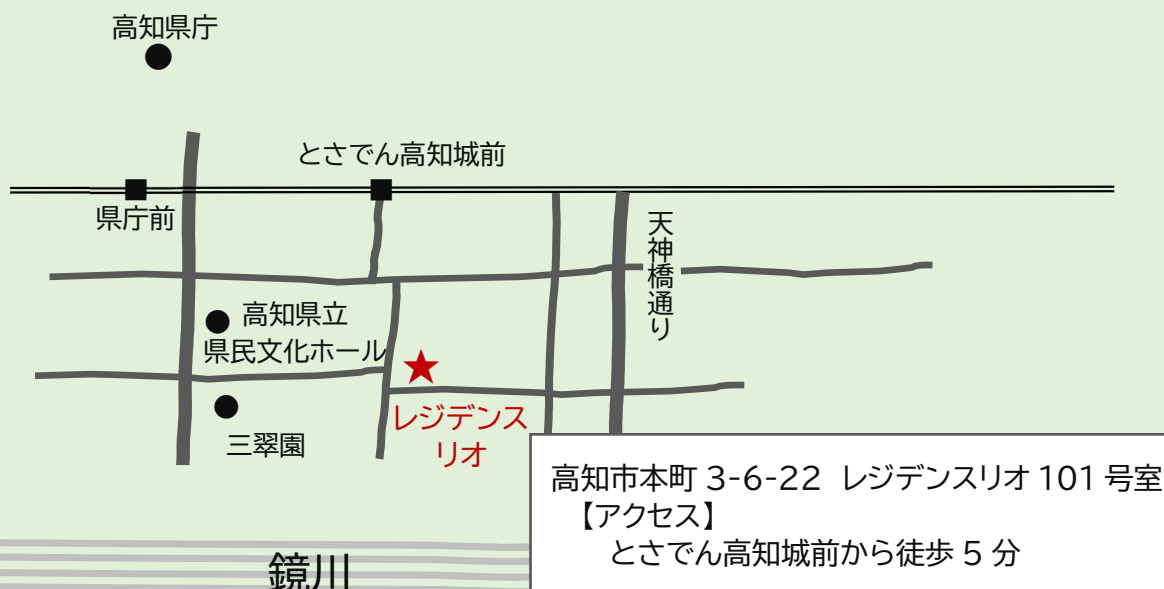 高知県庁
とさでん高知城前
県庁前
天神橋通り
高知県立
県民文化ホール
レジデンス
リオ
三翠園
高知市本町 3-6-22 レジデンスリオ 101 号室
【アクセス】
とさでん高知城前から徒歩 5 分
鏡川